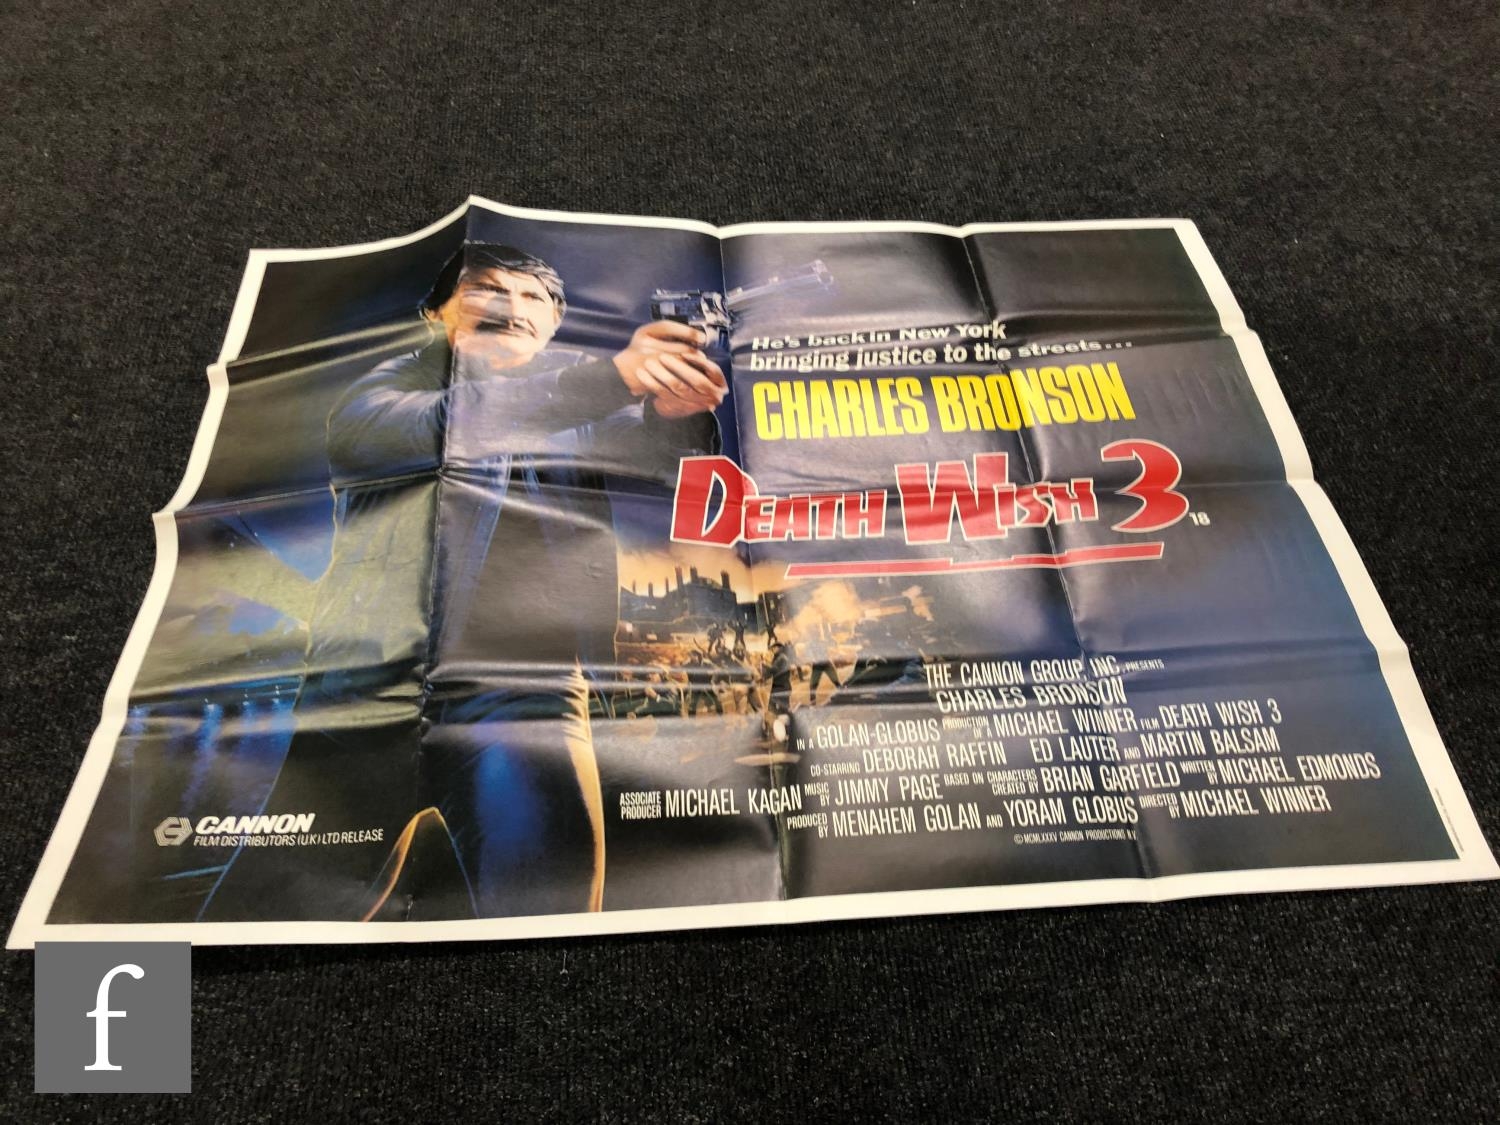 He's back in New York
bringing justice to the streets...
CHARLES BRONSON
DEATH WISH 3
18
THE CANNON GROUP, INC. PRESENTS
CHARLES BRONSON
IN A GOLAN-GLOBUS PRODUCTION OF A MICHAEL WINNER FILM DEATH WISH 3
CO-STARRING DEBORAH RAFFIN ED LAUTER AND MARTIN BALSAM
ASSOCIATE PRODUCER MICHAEL KAGAN MUSIC BY JIMMY PAGE BASED ON CHARACTERS CREATED BY BRIAN GARFIELD WRITTEN BY MICHAEL EDMONDS
PRODUCED BY MENAHEM GOLAN AND YORAM GLOBUS DIRECTED BY MICHAEL WINNER
© MCMLXXXV CANNON PRODUCTIONS N.V.
CANNON
FILM DISTRIBUTORS (U.K.) LTD RELEASE
f